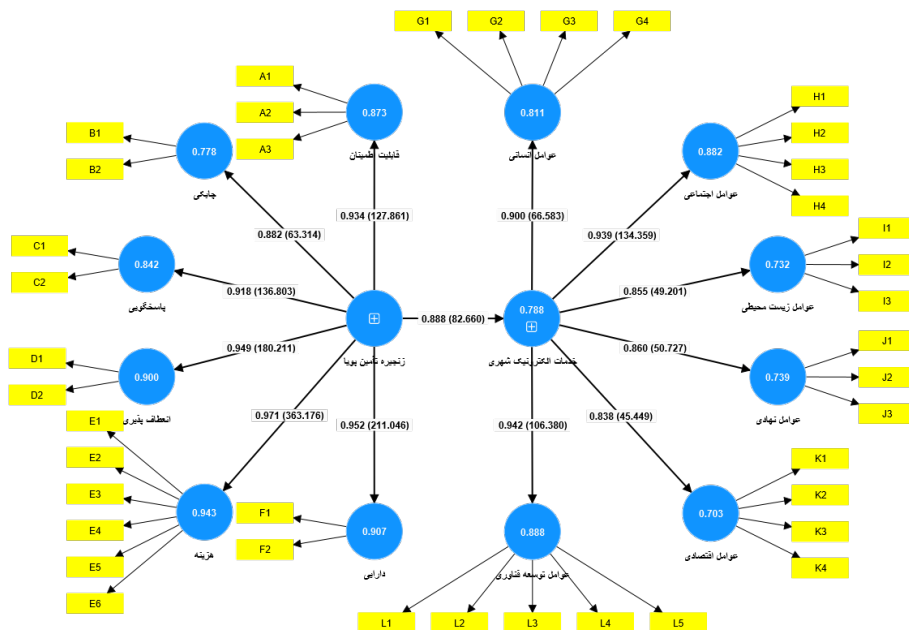 G1
G2
G3
G4
A1
A2
A3
0.873
قابلیت اطمینان
0.811
عوامل انسانی
H1
H2
H3
H4
0.882
عوامل اجتماعی
B1
B2
0.778
چابکی
0.934 (127.861)
0.900 (66.583)
0.882 (63.314)
0.939 (134.359)
C1
C2
0.842
پاسخگویی
0.918 (136.803)
I1
I2
I3
0.732
عوامل زیست محیطی
0.855 (49.201)
0.888 (82.660)
زنجیره تأمین پویا
0.788
خدمات الکترونیک شهری
D1
D2
0.900
انعطاف پذیری
0.949 (180.211)
0.860 (50.727)
J1
J2
J3
0.739
عوامل نهادی
0.971 (363.176)
0.952 (211.046)
0.942 (106.380)
0.838 (45.449)
E1
E2
E3
E4
E5
E6
0.943
هزینه
F1
F2
0.907
دارایی
0.888
عوامل توسعه فناوری
0.703
عوامل اقتصادی
K1
K2
K3
K4
L1
L2
L3
L4
L5